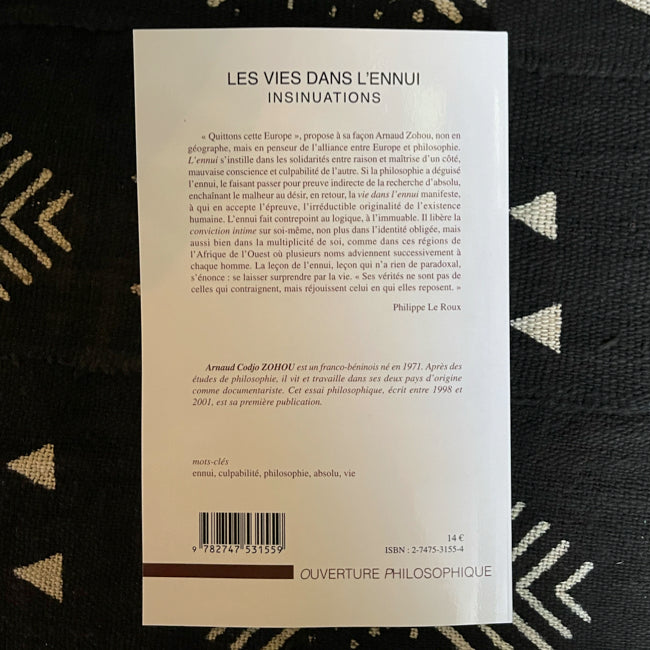 LES VIES DANS L'ENNUI
INSINUATIONS
« Quittons cette Europe », propose à sa façon Arnaud Zohou, non en
géographe, mais en penseur de l'alliance entre Europe et philosophie.
L'ennui s'instille dans les solidarités entre raison et maîtrise d'un côté,
mauvaise conscience et culpabilité de l'autre. Si la philosophie a déguisé
l'ennui, le faisant passer pour preuve indirecte de la recherche d'absolu,
enchaînant le malheur au désir, en retour, la vie dans l'ennui manifeste,
à qui en accepte l'épreuve, l'irréductible originalité de l'existence
humaine. L'ennui fait contrepoint au logique, à l'immuable. Il libère la
conviction intime sur soi-même, non plus dans l'identité obligée, mais
aussi bien dans la multiplicité de soi, comme dans ces régions de
l'Afrique de l'Ouest où plusieurs noms adviennent successivement à
chaque homme. La leçon de l'ennui, leçon qui n'a rien de paradoxal,
s'énonce : se laisser surprendre par la vie. « Ses vérités ne sont pas de
celles qui contraignent, mais réjouissent celui en qui elles reposent. »
Philippe Le Roux
Arnaud Codjo ZOHOU est un franco-béninois né en 1971. Après des
études de philosophie, il vit et travaille dans ses deux pays d'origine
comme documentariste. Cet essai philosophique, écrit entre 1998 et
2001, est sa première publication.
mots-clés
ennui, culpabilité, philosophie, absolu, vie
9 782747 531559
14 €
ISBN : 2-7475-3155-4
OUVERTURE PHILOSOPHIQUE